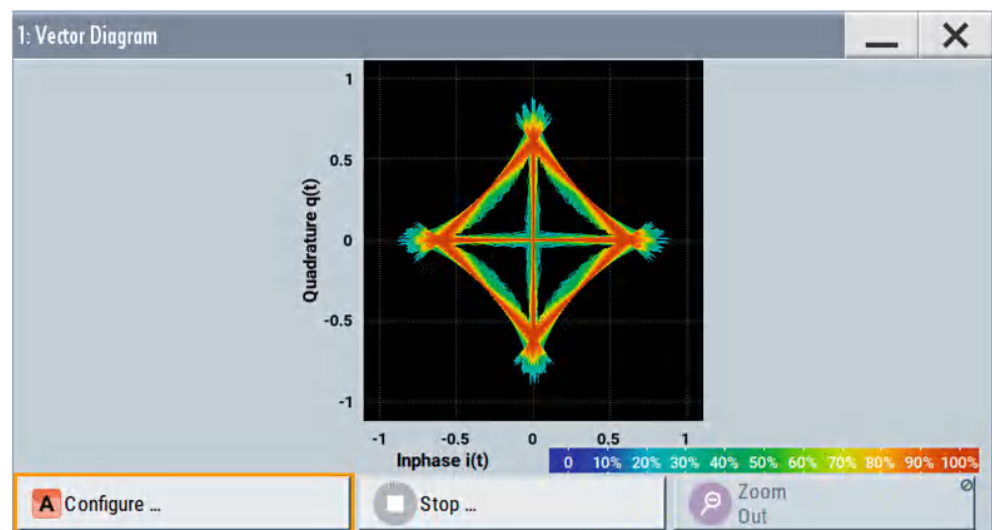 1: Vector Diagram
1
0.5
0
-0.5
-1
Quadrature q(t)
-1 -0.5 0 0.5 1
Inphase i(t)
0 10% 20% 30% 40% 50% 60% 70% 80% 90% 100%
A Configure ...
Stop ...
Zoom
Out